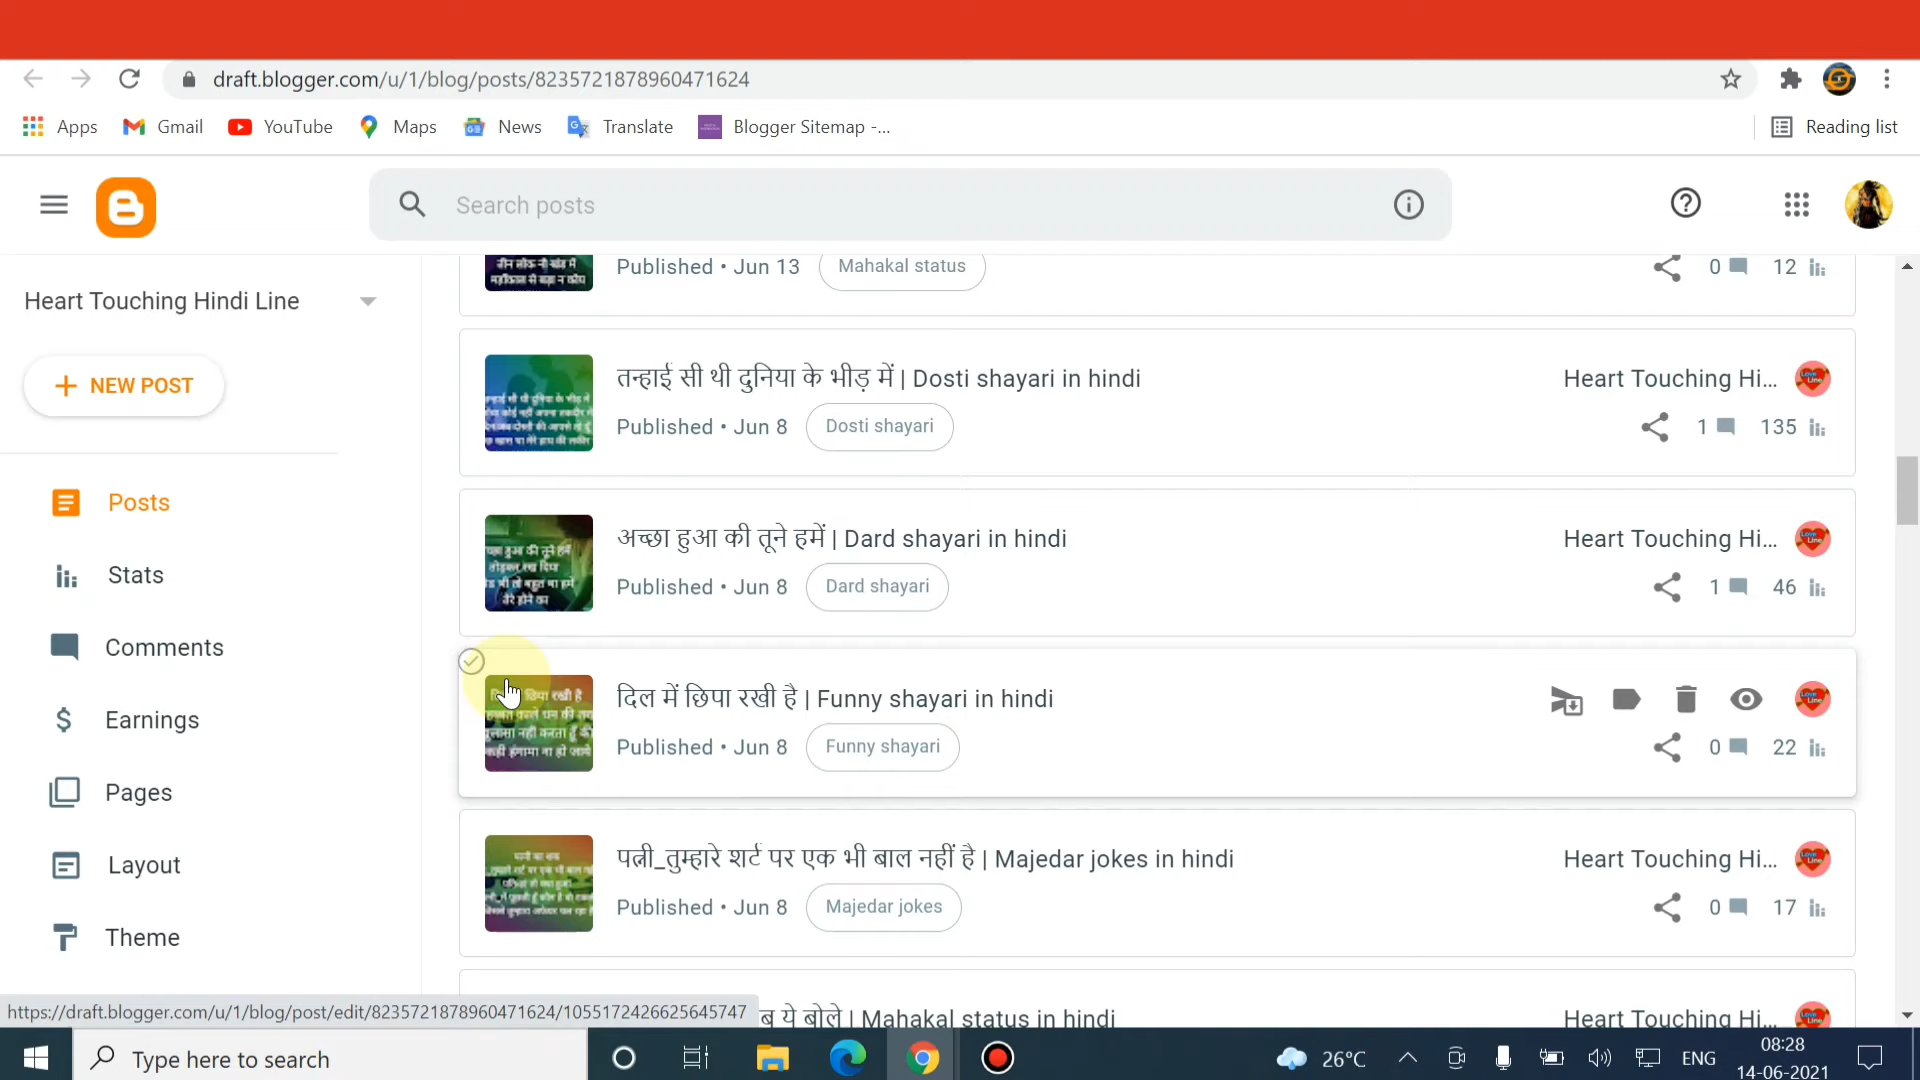 draft.blogger.com/u/1/blog/posts/8235721878960471624
Apps Gmail YouTube Maps News Translate Blogger Sitemap -... Reading list
Search posts
Heart Touching Hindi Line
NEW POST
Posts
Stats
Comments
Earnings
Pages
Layout
Theme
Published • Jun 13 Mahakal status 0 12
तन्हाई सी थी दुनिया के भीड़ में | Dosti shayari in hindi Heart Touching Hi...
Published • Jun 8 Dosti shayari 1 135
अच्छा हुआ की तूने हमें | Dard shayari in hindi Heart Touching Hi...
Published • Jun 8 Dard shayari 1 46
दिल में छिपा रखी है | Funny shayari in hindi
Published • Jun 8 Funny shayari 0 22
पत्नी_तुम्हारे शर्ट पर एक भी बाल नहीं है | Majedar jokes in hindi Heart Touching Hi...
Published • Jun 8 Majedar jokes 0 17
ब ये बोले | Mahakal status in hindi Heart Touching Hi...
https://draft.blogger.com/u/1/blog/post/edit/8235721878960471624/1055172426625645747
Type here to search
26°C ENG
08:28
14-06-2021